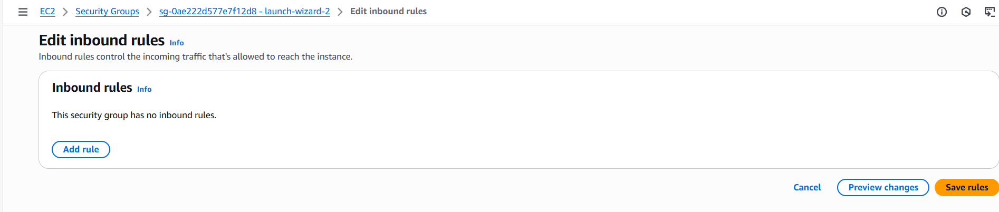 EC2 > Security Groups > sg-0ae222d577e7f12d8 - launch-wizard-2 > Edit inbound rules
Edit inbound rules Info
Inbound rules control the incoming traffic that's allowed to reach the instance.
Inbound rules Info
This security group has no inbound rules.
Add rule
Cancel Preview changes Save rules